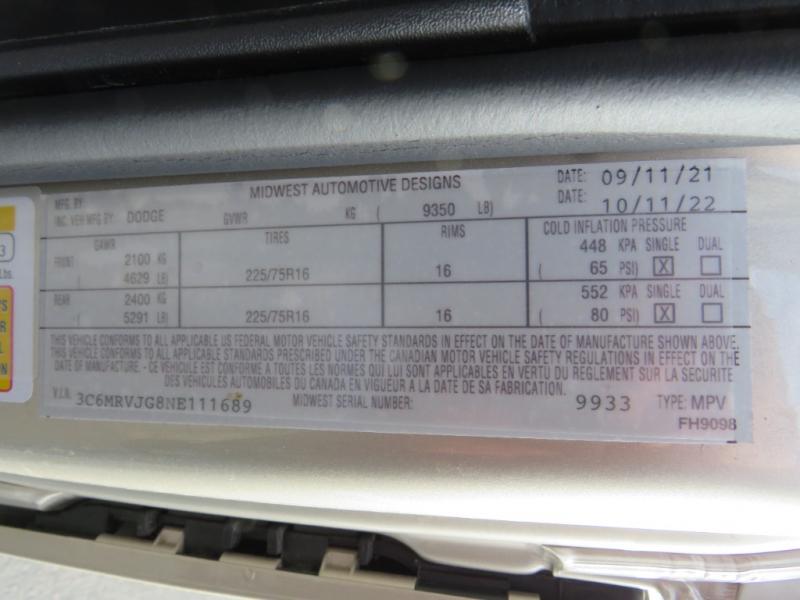 MFG BY: MIDWEST AUTOMOTIVE DESIGNS DATE: 09/11/21
INC. VEH MFG BY: DODGE GVWR KG ( 9350 LB) DATE: 10/11/22
GAWR TIRES RIMS COLD INFLATION PRESSURE
FRONT 2100 KG 448 KPA SINGLE DUAL
( 4629 LB) 225/75R16 16 ( 65 PSI) X
REAR 2400 KG 552 KPA SINGLE DUAL
( 5291 LB) 225/75R16 16 ( 80 PSI) X
THIS VEHICLE CONFORMS TO ALL APPLICABLE US FEDERAL MOTOR VEHICLE SAFETY STANDARDS IN EFFECT ON THE DATE OF MANUFACTURE SHOWN ABOVE.
THIS VEHICLE CONFORMS TO ALL APPLICABLE STANDARDS PRESCRIBED UNDER THE CANADIAN MOTOR VEHICLE SAFETY REGULATIONS IN EFFECT ON THE
DATE OF MANUFACTURE. - CE VEHICULE EST CONFORME A TOUTES LES NORMES QUI LUI SONT APPLICABLES EN VERTU DU REGLEMENT SUR LA SECURITE
DES VEHICULES AUTOMOBILES DU CANADA EN VIGUEUR A LA DATE DE SA FABRICATION.
V.I.N. 3C6MRVJG8NE111689 MIDWEST SERIAL NUMBER: 9933 TYPE: MPV
FH9098
3
Lbs.